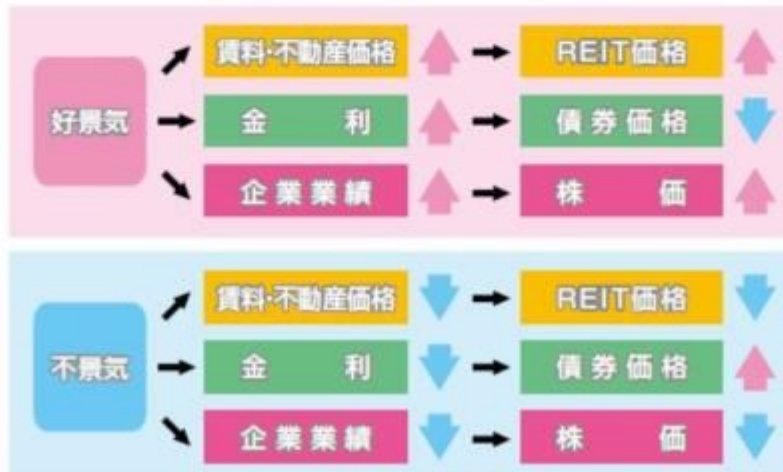 好景気
賃料・不動産価格
REIT価格
金利
債券価格
企業業績
株価
不景気
賃料・不動産価格
REIT価格
金利
債券価格
企業業績
株価